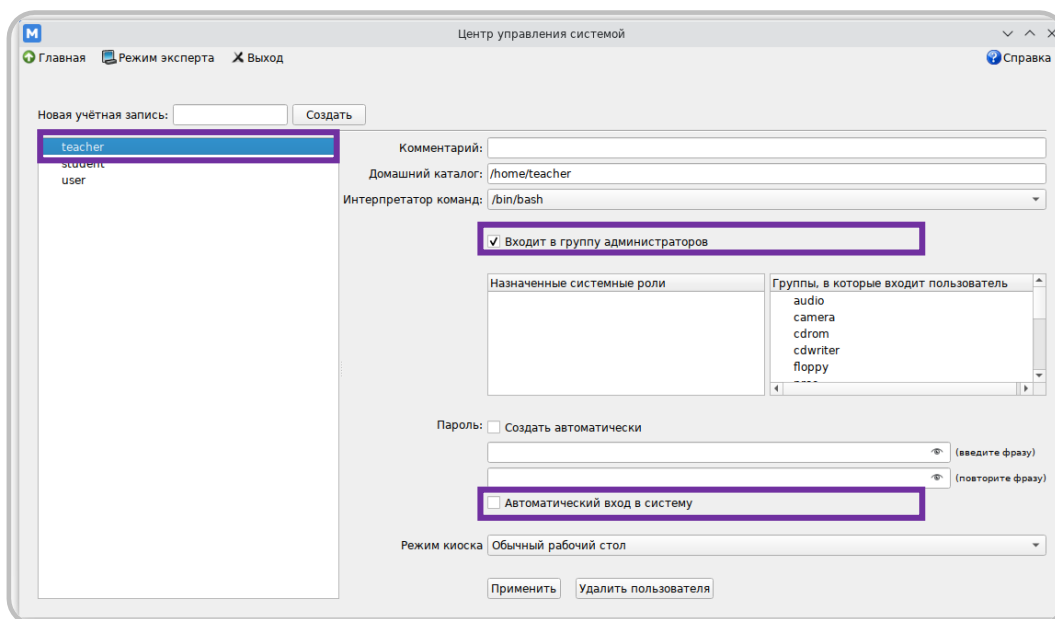 M
Центр управления системой
Главная Режим эксперта Выход
Справка
Новая учётная запись: Создать
teacher
student
user
Комментарий:
Домашний каталог: /home/teacher
Интерпретатор команд: /bin/bash
Входит в группу администраторов
Назначенные системные роли
Группы, в которые входит пользователь
audio
camera
cdrom
cdwriter
floppy
Пароль: Создать автоматически
(введите фразу)
(повторите фразу)
Автоматический вход в систему
Режим киоска Обычный рабочий стол
Применить Удалить пользователя